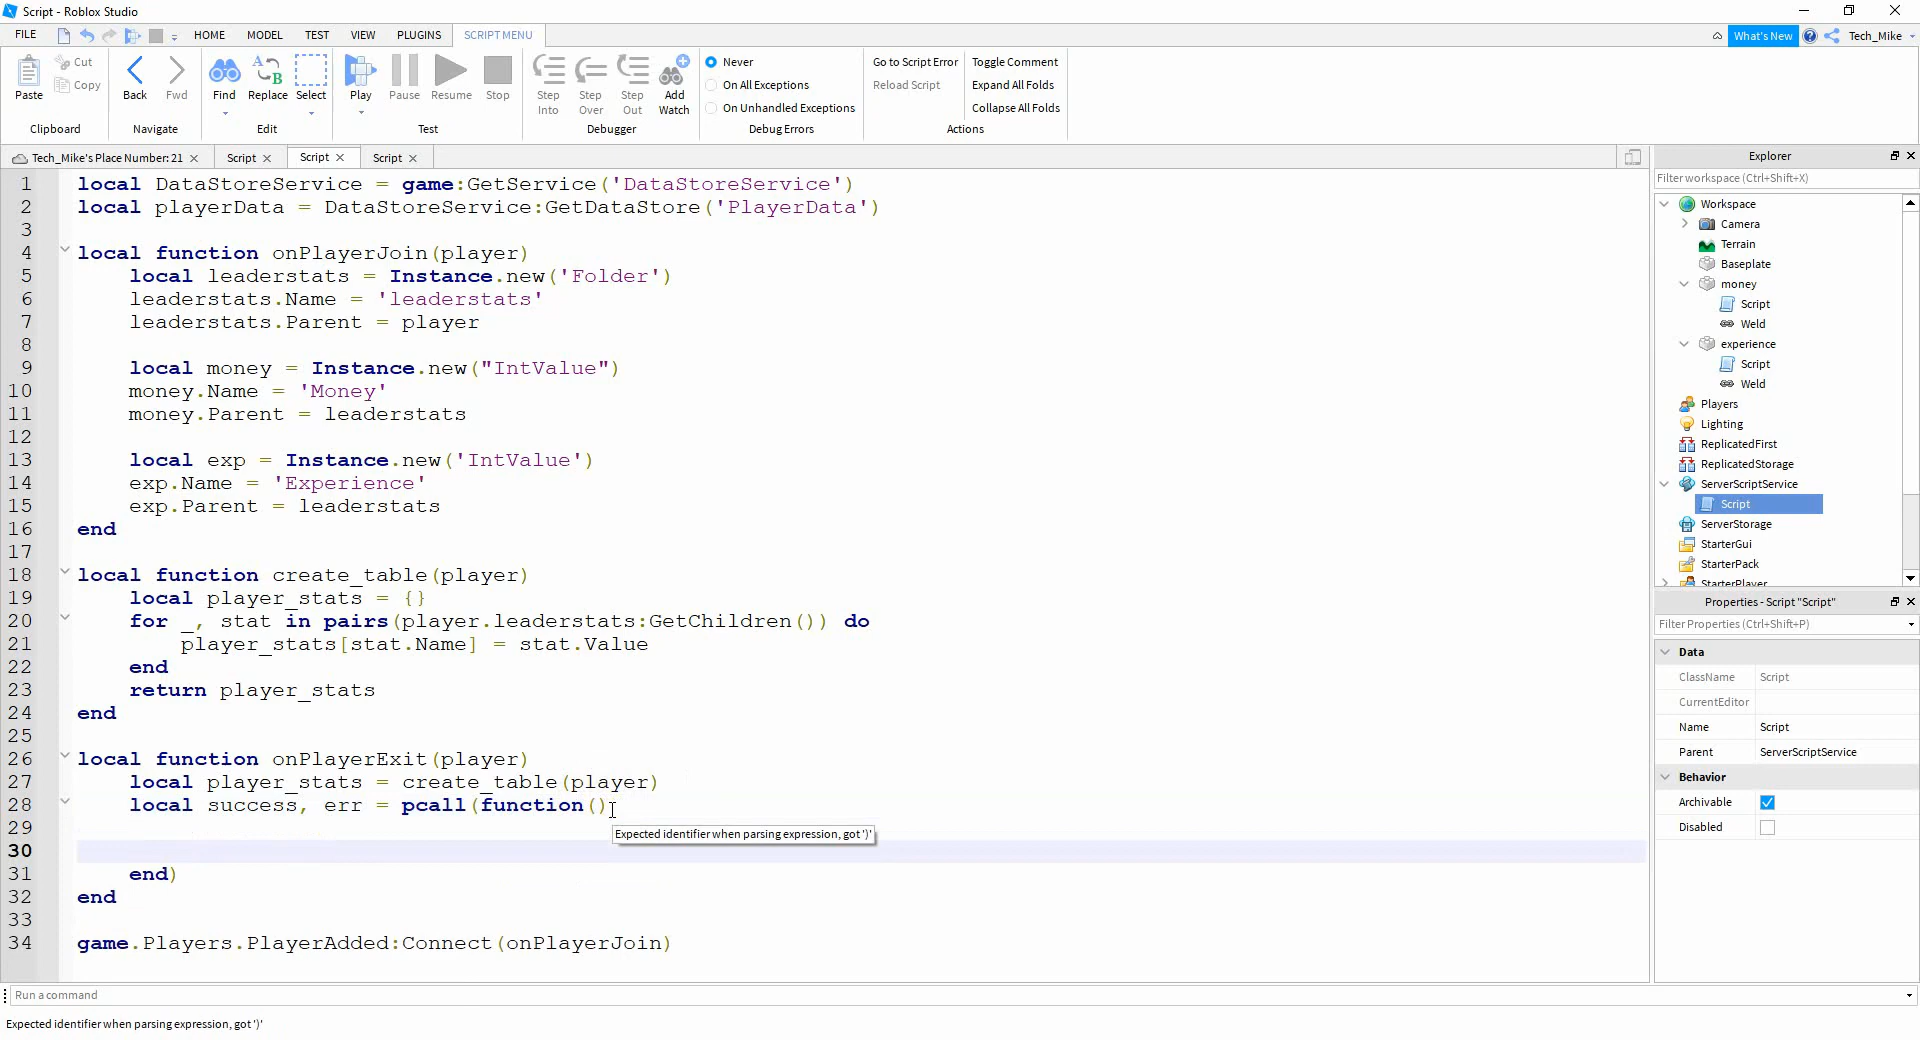 Script - Roblox Studio
FILE HOME MODEL TEST VIEW PLUGINS SCRIPT MENU What's New Tech_Mike
Paste Cut Copy Clipboard
Back Fwd Navigate
Find Replace Select Edit
Play Pause Resume Stop Test
Step Into Step Over Step Out Add Watch Debugger
Never
On All Exceptions
On Unhandled Exceptions
Debug Errors
Go to Script Error Toggle Comment
Reload Script Expand All Folds
Collapse All Folds
Actions
Tech_Mike's Place Number: 21 Script Script Script
1 local DataStoreService = game:GetService('DataStoreService')
2 local playerData = DataStoreService:GetDataStore('PlayerData')
3
4 local function onPlayerJoin(player)
5 local leaderstats = Instance.new('Folder')
6 leaderstats.Name = 'leaderstats'
7 leaderstats.Parent = player
8
9 local money = Instance.new("IntValue")
10 money.Name = 'Money'
11 money.Parent = leaderstats
12
13 local exp = Instance.new('IntValue')
14 exp.Name = 'Experience'
15 exp.Parent = leaderstats
16 end
17
18 local function create_table(player)
19 local player_stats = {}
20 for _, stat in pairs(player.leaderstats:GetChildren()) do
21 player_stats[stat.Name] = stat.Value
22 end
23 return player_stats
24 end
25
26 local function onPlayerExit(player)
27 local player_stats = create_table(player)
28 local success, err = pcall(function()
29
Expected identifier when parsing expression, got ')'
30
31 end)
32 end
33
34 game.Players.PlayerAdded:Connect(onPlayerJoin)
Run a command
Expected identifier when parsing expression, got ')'
Explorer
Filter workspace (Ctrl+Shift+X)
Workspace
Camera
Terrain
Baseplate
money
Script
Weld
experience
Script
Weld
Players
Lighting
ReplicatedFirst
ReplicatedStorage
ServerScriptService
Script
ServerStorage
StarterGui
StarterPack
StarterPlayer
Properties - Script "Script"
Filter Properties (Ctrl+Shift+P)
Data
ClassName Script
CurrentEditor
Name Script
Parent ServerScriptService
Behavior
Archivable
Disabled